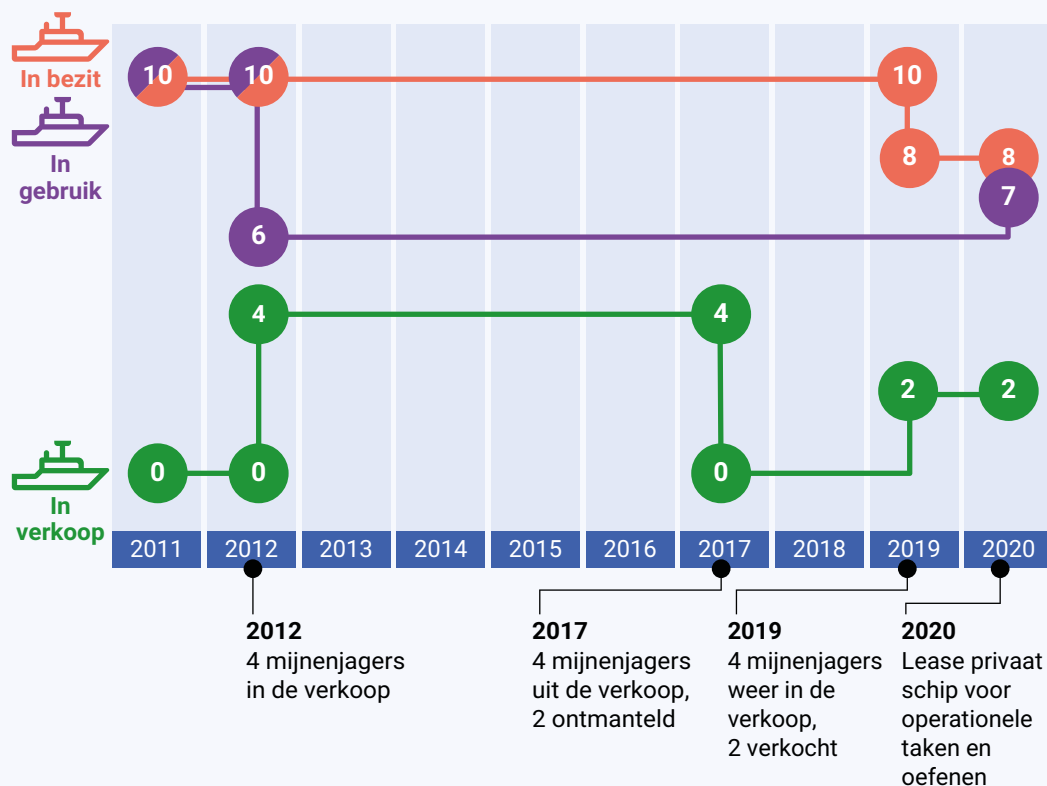 In bezit
In
gebruik
In
verkoop
10
10
10
8
8
7
6
4
4
2
2
0
0
0
2011
2012
2013
2014
2015
2016
2017
2018
2019
2020
2012
4 mijnenjagers
in de verkoop
2017
4 mijnenjagers
uit de verkoop,
2 ontmanteld
2019
4 mijnenjagers
weer in de
verkoop,
2 verkocht
2020
Lease privaat
schip voor
operationele
taken en
oefenen